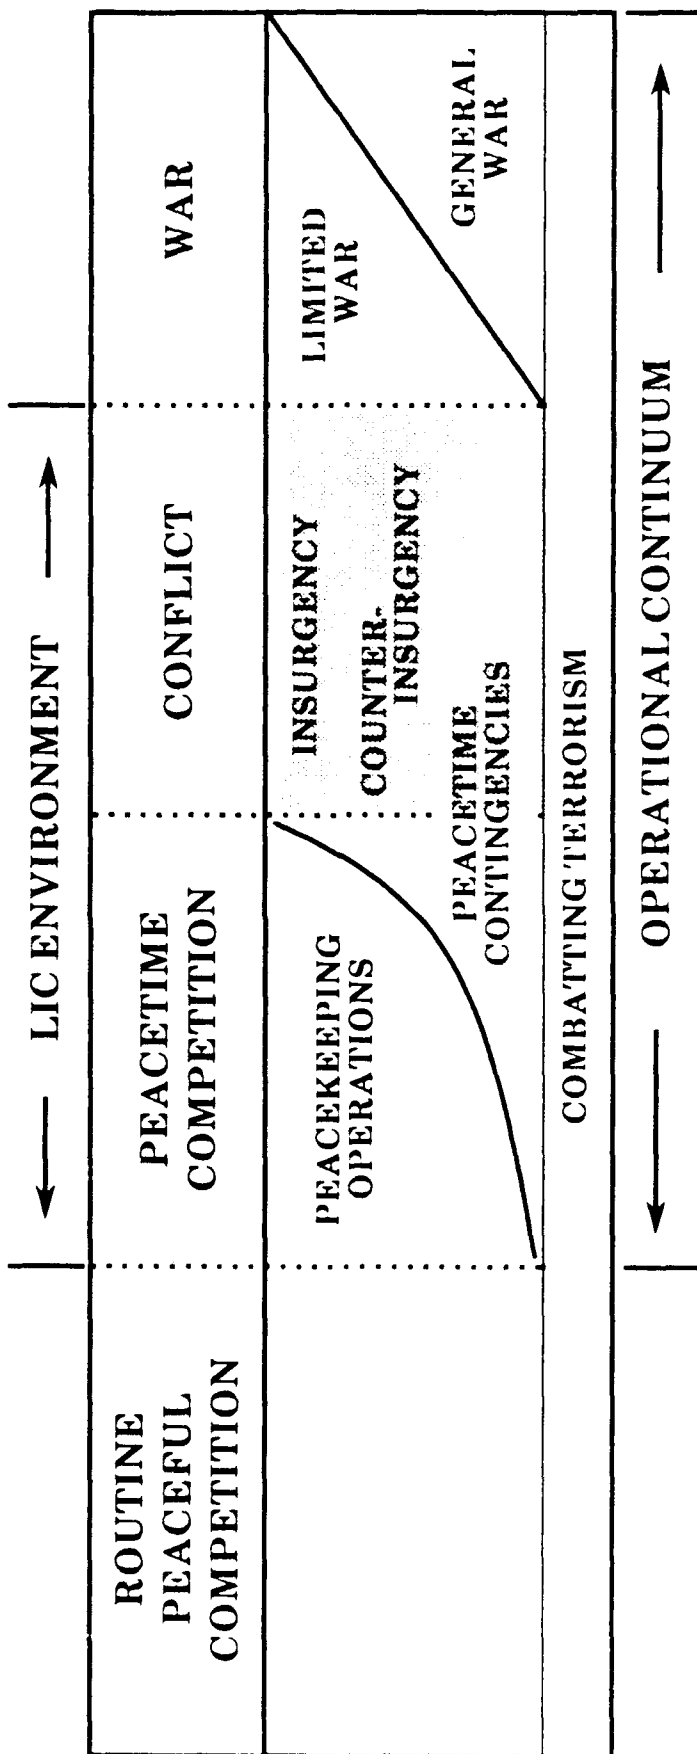 LIC ENVIRONMENT
ROUTINE
PEACEFUL
COMPETITION
PEACETIME
COMPETITION
CONFLICT
WAR
PEACEKEEPING
OPERATIONS
INSURGENCY
COUNTER-
INSURGENCY
PEACETIME
CONTINGENCIES
LIMITED
WAR
GENERAL
WAR
COMBATTING TERRORISM
OPERATIONAL CONTINUUM